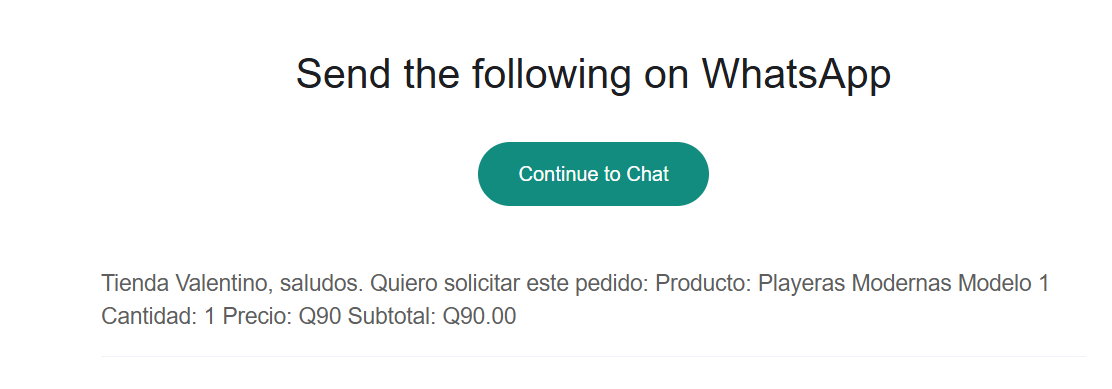 Send the following on WhatsApp
Continue to Chat
Tienda Valentino, saludos. Quiero solicitar este pedido: Producto: Playeras Modernas Modelo 1
Cantidad: 1 Precio: Q90 Subtotal: Q90.00